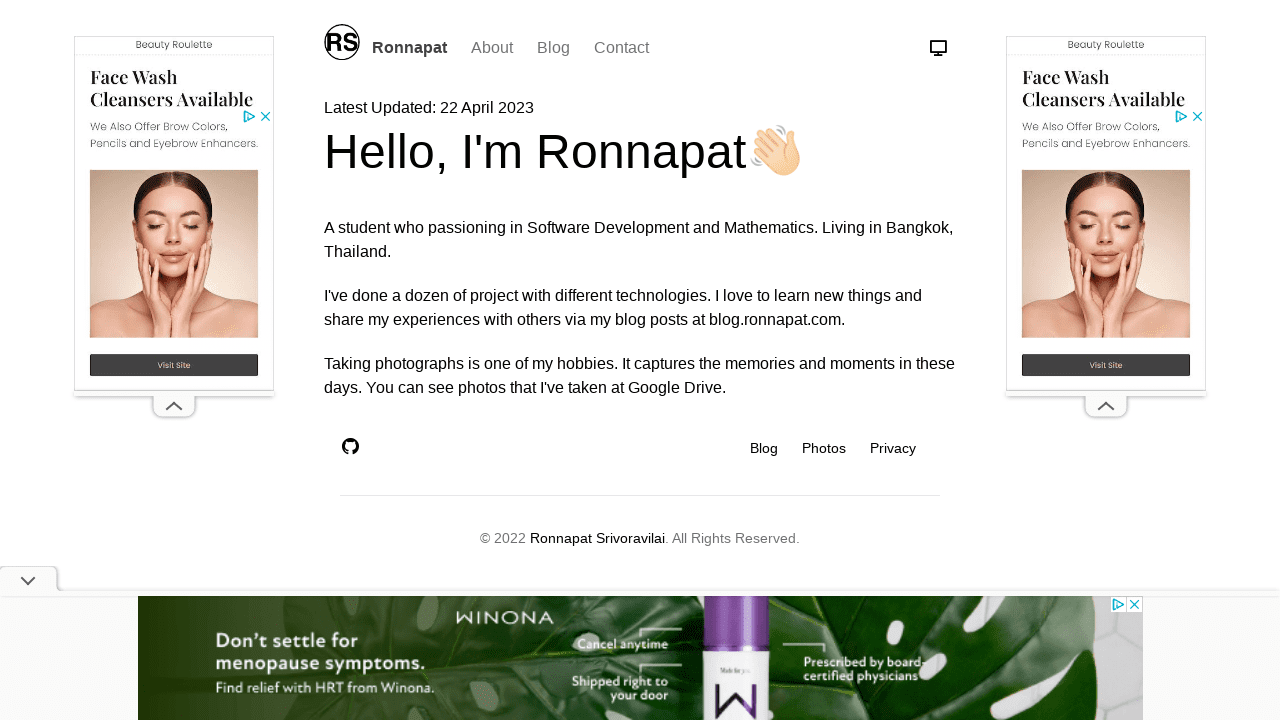 RS
Ronnapat
About
Blog
Contact
Latest Updated: 22 April 2023
Hello, I'm Ronnapat
A student who passioning in Software Development and Mathematics. Living in Bangkok,
Thailand.
I've done a dozen of project with different technologies. I love to learn new things and
share my experiences with others via my blog posts at blog.ronnapat.com.
Taking photographs is one of my hobbies. It captures the memories and moments in these
days. You can see photos that I've taken at Google Drive.
Blog
Photos
Privacy
© 2022 Ronnapat Srivoravilai. All Rights Reserved.
Beauty Roulette
Face Wash
Cleansers Available
We Also Offer Brow Colors,
Pencils and Eyebrow Enhancers.
Visit Site
Beauty Roulette
Face Wash
Cleansers Available
We Also Offer Brow Colors,
Pencils and Eyebrow Enhancers.
Visit Site
WINONA
Don't settle for
menopause symptoms.
Find relief with HRT from Winona.
Cancel anytime
Shipped right to
your door
Made for you.
W
Prescribed by board-
certified physicians